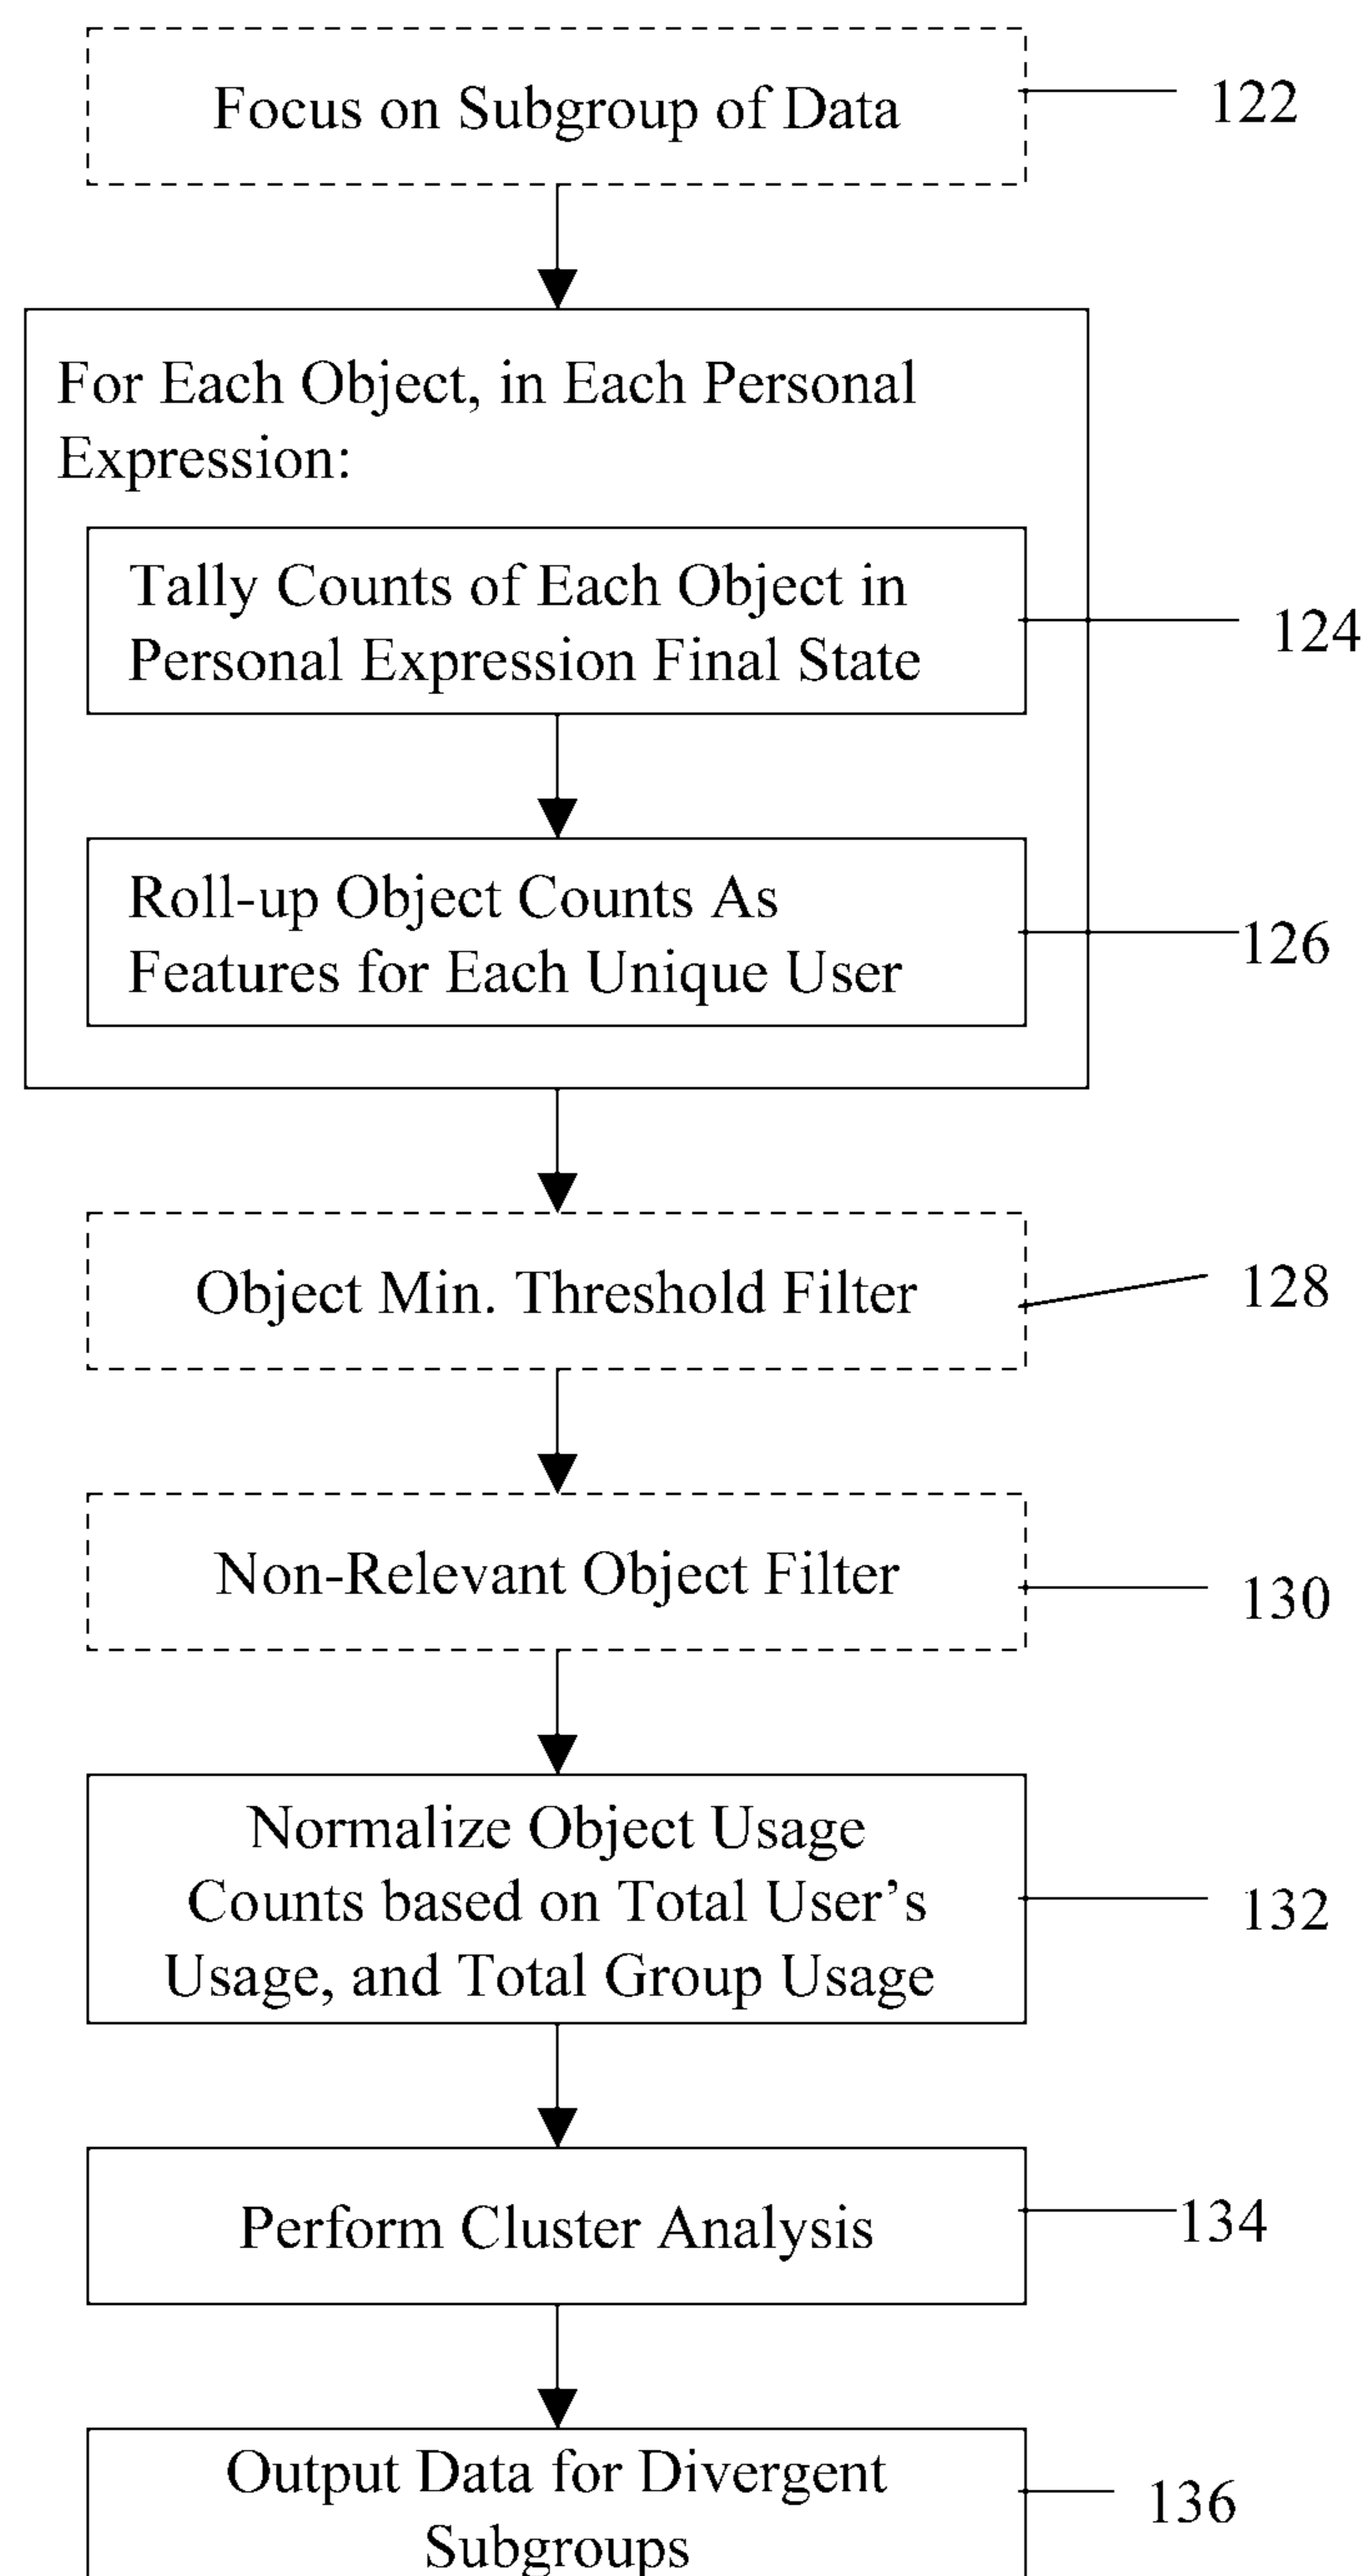 Focus on Subgroup of Data
122
For Each Object, in Each Personal
Expression:
Tally Counts of Each Object in
Personal Expression Final State
124
Roll-up Object Counts As
Features for Each Unique User
126
Object Min. Threshold Filter
128
Non-Relevant Object Filter
130
Normalize Object Usage
Counts based on Total User’s
Usage, and Total Group Usage
132
Perform Cluster Analysis
134
Output Data for Divergent
Subgroups
136